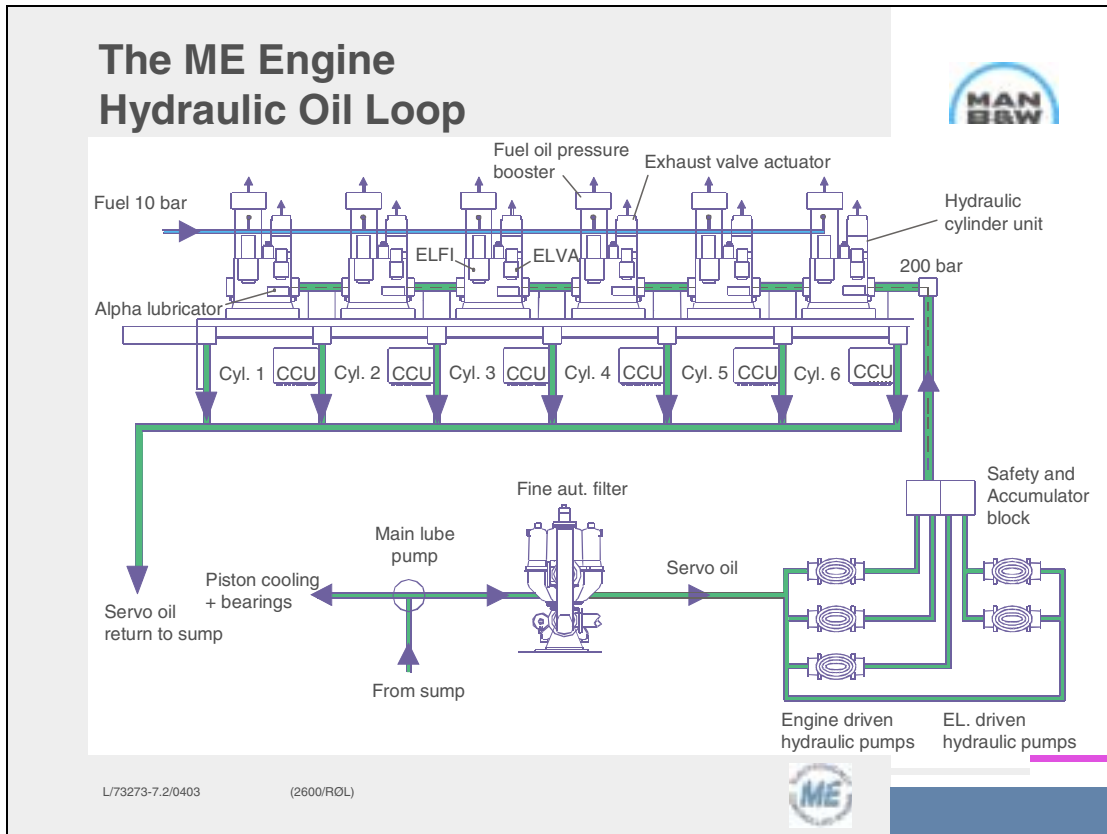 The ME Engine
Hydraulic Oil Loop
MAN
B&W
Fuel oil pressure
booster
Exhaust valve actuator
Fuel 10 bar
Hydraulic
cylinder unit
ELFI
ELVA
200 bar
Alpha lubricator
Cyl. 1
CCU
Cyl. 2
CCU
Cyl. 3
CCU
Cyl. 4
CCU
Cyl. 5
CCU
Cyl. 6
CCU
Safety and
Accumulator
block
Fine aut. filter
Main lube
pump
Piston cooling
+ bearings
Servo oil
Servo oil
return to sump
From sump
Engine driven
hydraulic pumps
EL. driven
hydraulic pumps
L/73273-7.2/0403
(2600/RØL)
ME